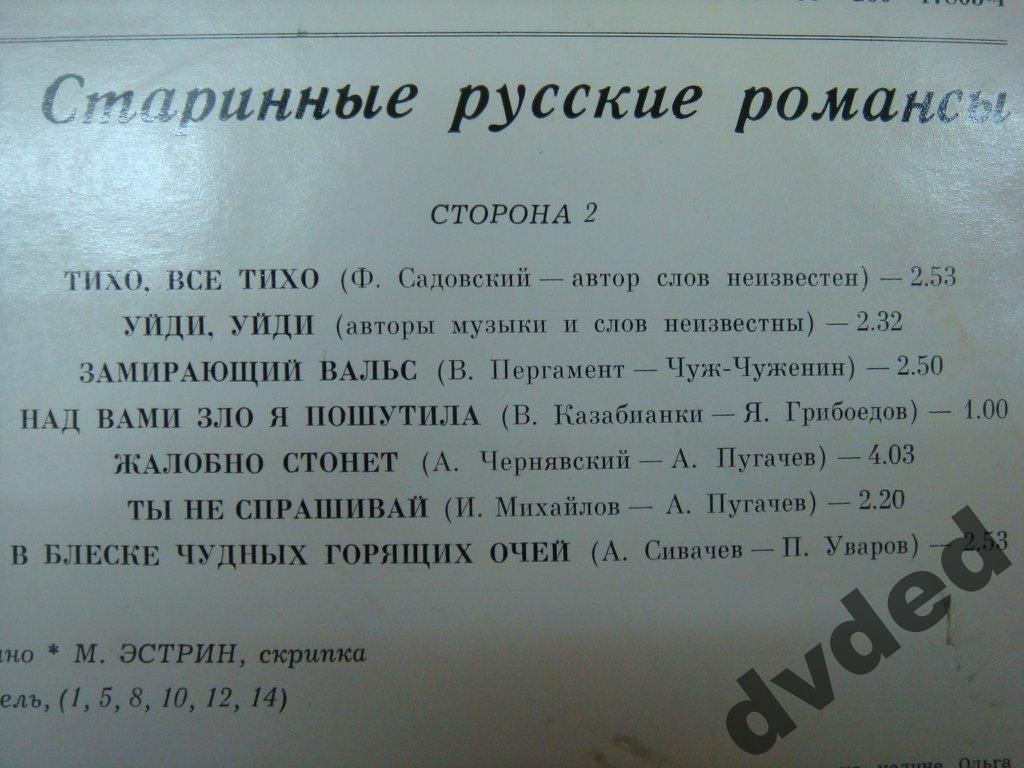 Старинные русские романсы
СТОРОНА 2
ТИХО, ВСЕ ТИХО (Ф. Садовский — автор слов неизвестен) — 2.53
УЙДИ, УЙДИ (авторы музыки и слов неизвестны) — 2.32
ЗАМИРАЮЩИЙ ВАЛЬС (В. Пергамент — Чуж-Чуженин) — 2.50
НАД ВАМИ ЗЛО Я ПОШУТИЛА (В. Казабианки — Я. Грибоедов) — 1.00
ЖАЛОБНО СТОНЕТ (А. Чернявский — А. Пугачев) — 4.03
ТЫ НЕ СПРАШИВАЙ (И. Михайлов — А. Пугачев) — 2.20
В БЛЕСКЕ ЧУДНЫХ ГОРЯЩИХ ОЧЕЙ (А. Сивачев — П. Уваров) — 2.53
но * М. ЭСТРИН, скрипка
ель, (1, 5, 8, 10, 12, 14)
Ольга
dvded